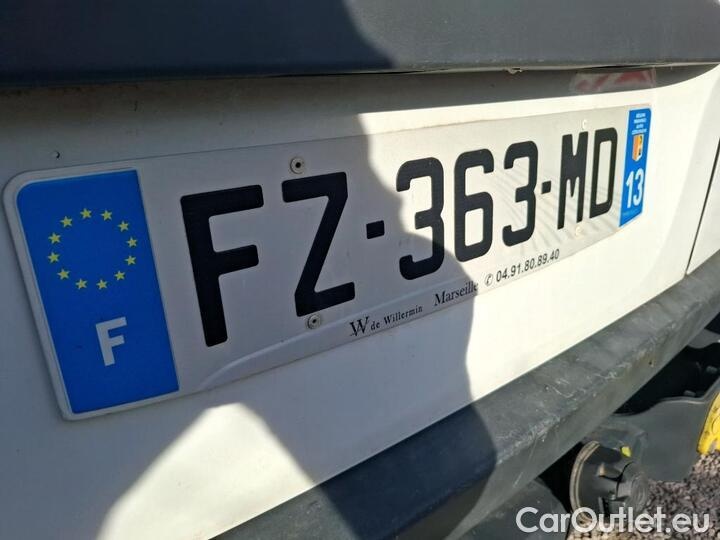 F
FZ-363-MD
13
W de Willermin Marseille ✆ 04.91.80.89.40
CarOutlet.eu